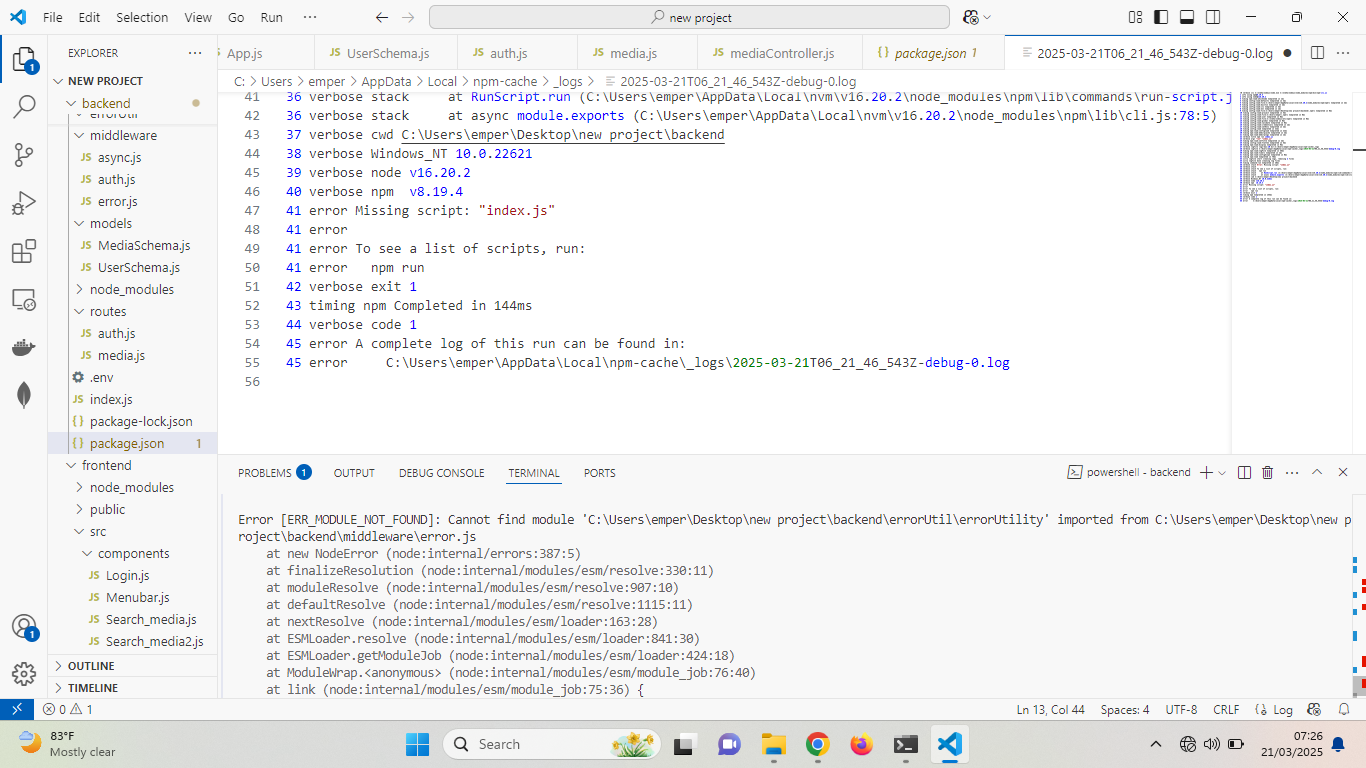 File Edit Selection View Go Run ···
new project
EXPLORER ···
NEW PROJECT
backend
errorUtil
middleware
JS async.js
JS auth.js
JS error.js
models
JS MediaSchema.js
JS UserSchema.js
node_modules
routes
JS auth.js
JS media.js
.env
JS index.js
{} package-lock.json
{} package.json 1
frontend
node_modules
public
src
components
JS Login.js
JS Menubar.js
JS Search_media.js
JS Search_media2.js
OUTLINE
TIMELINE
1
1
App.js
JS UserSchema.js
JS auth.js
JS media.js
JS mediaController.js
{} package.json 1
2025-03-21T06_21_46_543Z-debug-0.log ●
C: > Users > emper > AppData > Local > npm-cache > _logs > 2025-03-21T06_21_46_543Z-debug-0.log
41 36 verbose stack     at RunScript.run (C:\Users\emper\AppData\Local\nvm\v16.20.2\node_modules\npm\lib\commands\run-script.j
42 36 verbose stack     at async module.exports (C:\Users\emper\AppData\Local\nvm\v16.20.2\node_modules\npm\lib\cli.js:78:5)
43 37 verbose cwd C:\Users\emper\Desktop\new project\backend
44 38 verbose Windows_NT 10.0.22621
45 39 verbose node v16.20.2
46 40 verbose npm  v8.19.4
47 41 error Missing script: "index.js"
48 41 error
49 41 error To see a list of scripts, run:
50 41 error   npm run
51 42 verbose exit 1
52 43 timing npm Completed in 144ms
53 44 verbose code 1
54 45 error A complete log of this run can be found in:
55 45 error     C:\Users\emper\AppData\Local\npm-cache\_logs\2025-03-21T06_21_46_543Z-debug-0.log
56
PROBLEMS 1 OUTPUT DEBUG CONSOLE TERMINAL PORTS
powershell - backend
Error [ERR_MODULE_NOT_FOUND]: Cannot find module 'C:\Users\emper\Desktop\new project\backend\errorUtil\errorUtility' imported from C:\Users\emper\Desktop\new p
roject\backend\middleware\error.js
    at new NodeError (node:internal/errors:387:5)
    at finalizeResolution (node:internal/modules/esm/resolve:330:11)
    at moduleResolve (node:internal/modules/esm/resolve:907:10)
    at defaultResolve (node:internal/modules/esm/resolve:1115:11)
    at nextResolve (node:internal/modules/esm/loader:163:28)
    at ESMLoader.resolve (node:internal/modules/esm/loader:841:30)
    at ESMLoader.getModuleJob (node:internal/modules/esm/loader:424:18)
    at ModuleWrap.<anonymous> (node:internal/modules/esm/module_job:76:40)
    at link (node:internal/modules/esm/module_job:75:36) {
0 1
Ln 13, Col 44 Spaces: 4 UTF-8 CRLF Log
83°F
Mostly clear
Search
07:26
21/03/2025